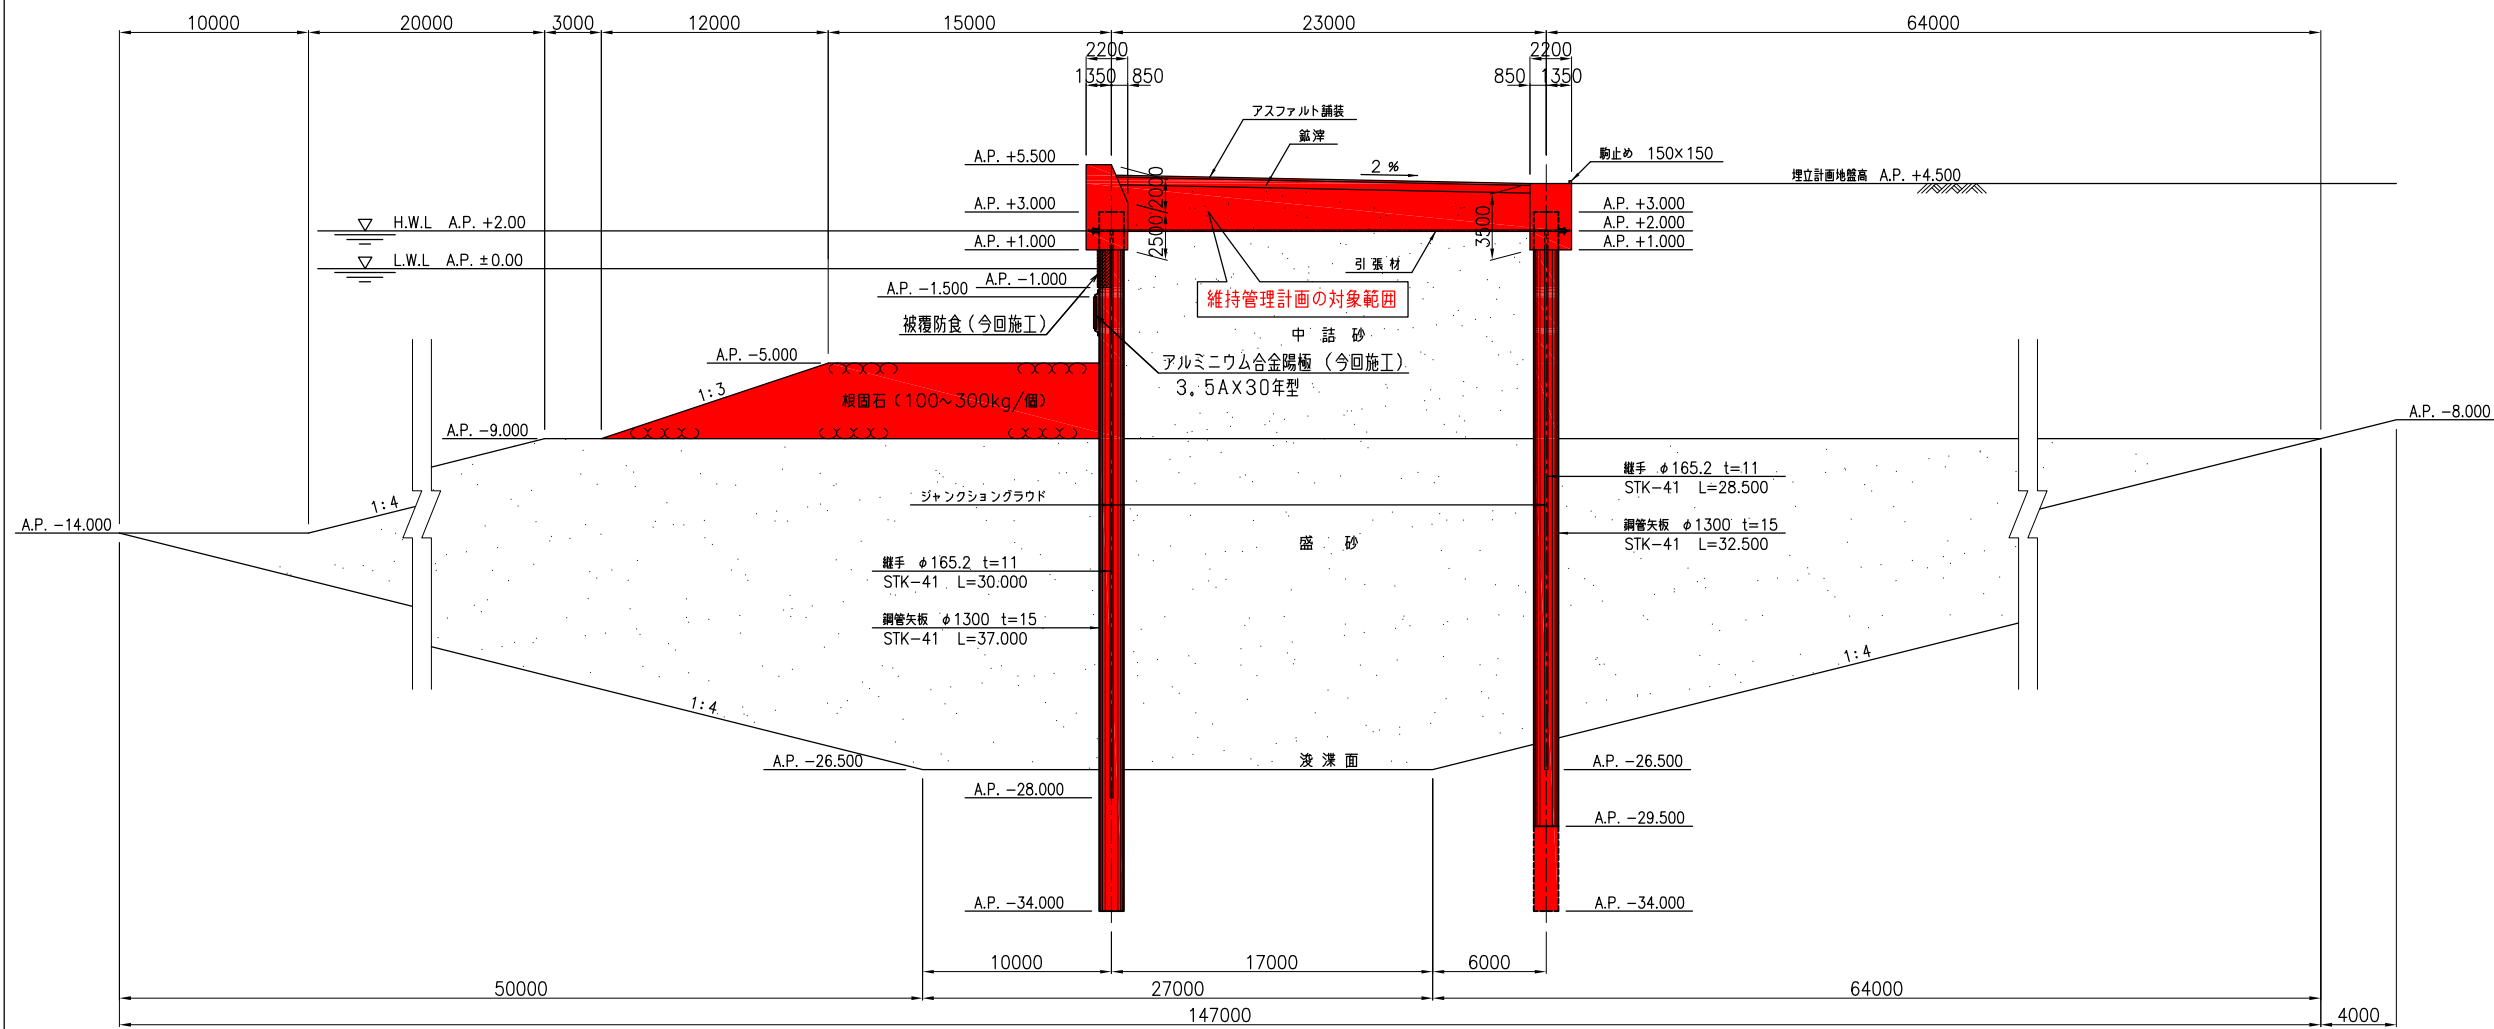 10000 20000 3000 12000 15000 23000 64000
2200 2200
1350 850 850 1350
アスファルト舗装
鉱滓
駒止め 150×150
A.P. +5.500
2 %
埋立計画地盤高 A.P. +4.500
2000
A.P. +3.000
A.P. +3.000
H.W.L A.P. +2.00
A.P. +2.000
2500
3500
A.P. +1.000
A.P. +1.000
L.W.L A.P. ±0.00
引張材
A.P. -1.000
A.P. -1.500
維持管理計画の対象範囲
被覆防食(今回施工)
中詰砂
A.P. -5.000
アルミニウム合金陽極(今回施工)
3。5A×30年型
1:3
根固石(100~300kg/個)
A.P. -8.000
A.P. -9.000
継手 φ165.2 t=11
STK-41 L=28.500
ジャンクショングラウド
1:4
A.P. -14.000
鋼管矢板 φ1300 t=15
STK-41 L=32.500
盛砂
継手 φ165.2 t=11
STK-41 L=30.000
鋼管矢板 φ1300 t=15
STK-41 L=37.000
1:4
1:4
A.P. -26.500
浚渫面
A.P. -26.500
A.P. -28.000
A.P. -29.500
A.P. -34.000
A.P. -34.000
10000 17000 6000
50000 27000 64000
147000 4000